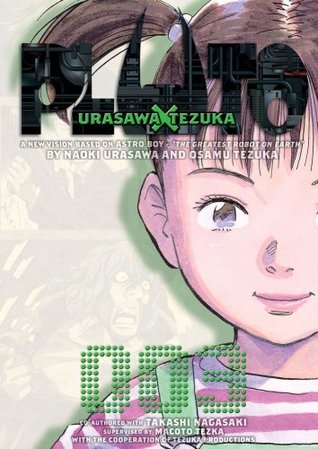 PLUTO
URASAWA X TEZUKA
A NEW VISION BASED ON ASTRO BOY - "THE GREATEST ROBOT ON EARTH"
BY NAOKI URASAWA AND OSAMU TEZUKA
003
CO-AUTHORED WITH TAKASHI NAGASAKI
SUPERVISED BY MACOTO TEZKA
WITH THE COOPERATION OF TEZUKA PRODUCTIONS